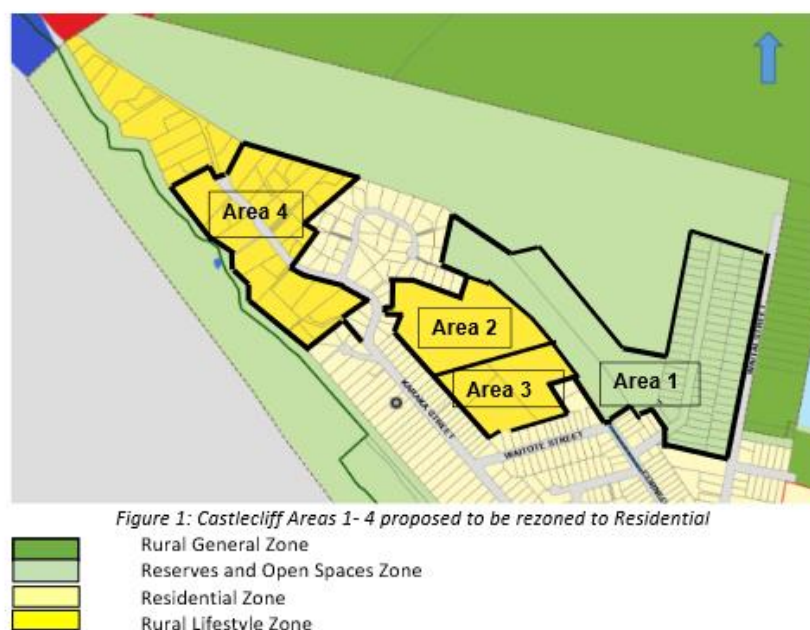 Area 4
Area 2
Area 3
Area 1
KARAKA STREET
WAITOTE STREET
Figure 1: Castlecliff Areas 1- 4 proposed to be rezoned to Residential
Rural General Zone
Reserves and Open Spaces Zone
Residential Zone
Rural Lifestyle Zone